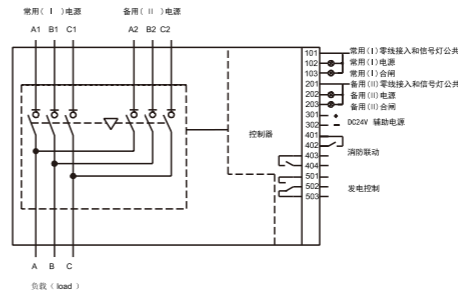 常用( Ⅰ )电源 备用( II )电源
A1 B1 C1 A2 B2 C2
101 常用(Ⅰ)零线接入和信号灯公共
102 常用(Ⅰ)电源
103 常用(Ⅰ)合闸
201 备用(II)零线接入和信号灯公共
202 备用(II)电源
203 备用(II)合闸
301 +
302 - DC24V 辅助电源
控制器
401
402
消防联动
403
404
501
502 发电控制
503
A B C
负载( load )